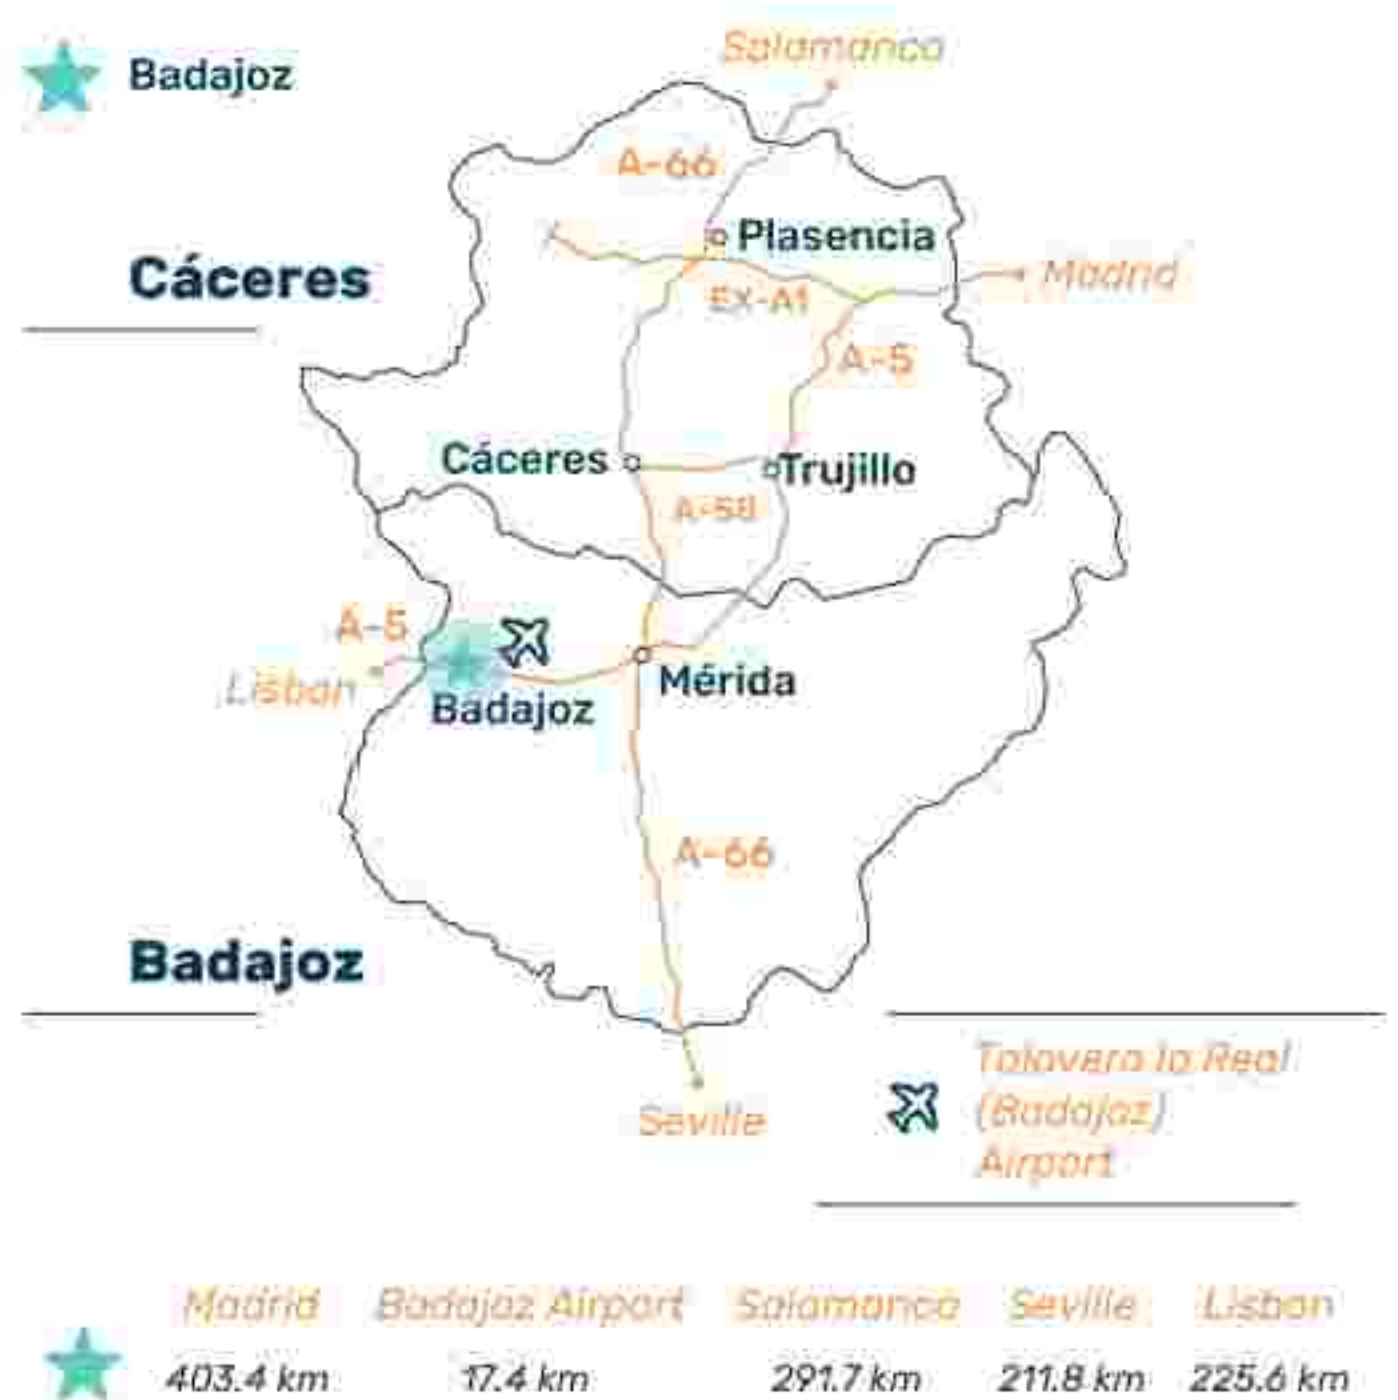 Badajoz
Salamanca
A-66
Plasencia
Cáceres
Madrid
EX-A1
A-5
Cáceres
Trujillo
A-58
A-5
Lisbon
Mérida
Badajoz
A-66
Badajoz
Talavera la Real
(Badajoz)
Airport
Seville
Madrid Badajoz Airport Salamanca Seville Lisbon
403.4 km 17.4 km 291.7 km 211.8 km 225.6 km